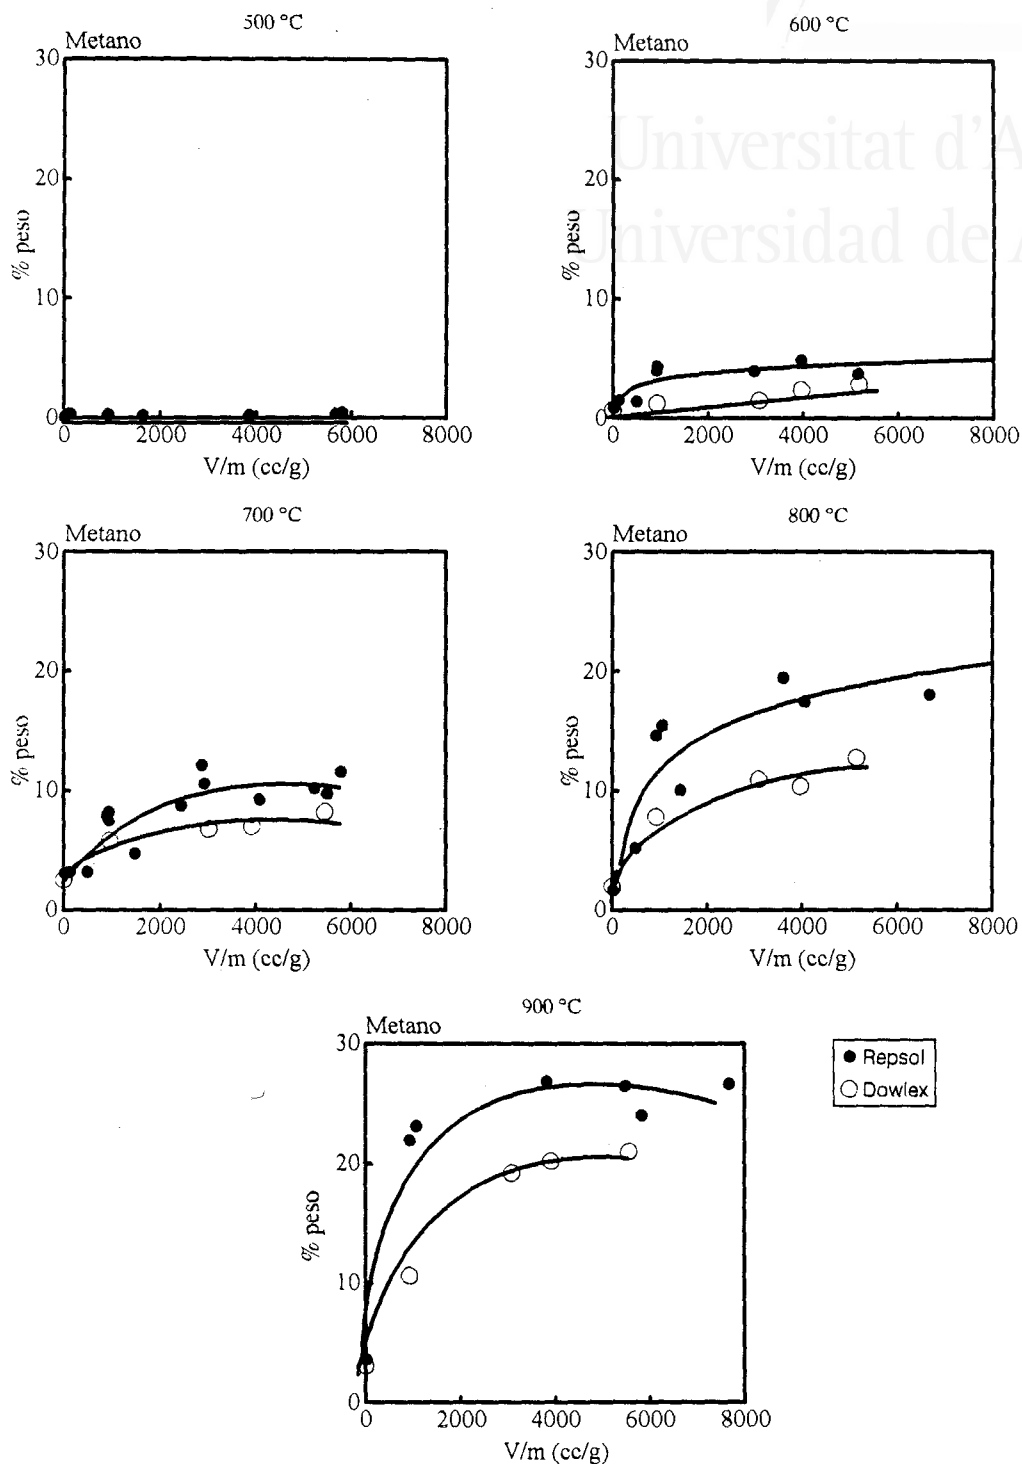 500 °C
600 °C
Metano
Metano
30
20
10
0
% peso
0 2000 4000 6000 8000
V/m (cc/g)
30
20
10
0
% peso
0 2000 4000 6000 8000
V/m (cc/g)
Universitat d'A
Universidad de A
700 °C
800 °C
Metano
Metano
30
20
10
0
% peso
0 2000 4000 6000 8000
V/m (cc/g)
30
20
10
0
% peso
0 2000 4000 6000 8000
V/m (cc/g)
900 °C
Metano
30
20
10
0
% peso
0 2000 4000 6000 8000
V/m (cc/g)
Repsol
Dowlex